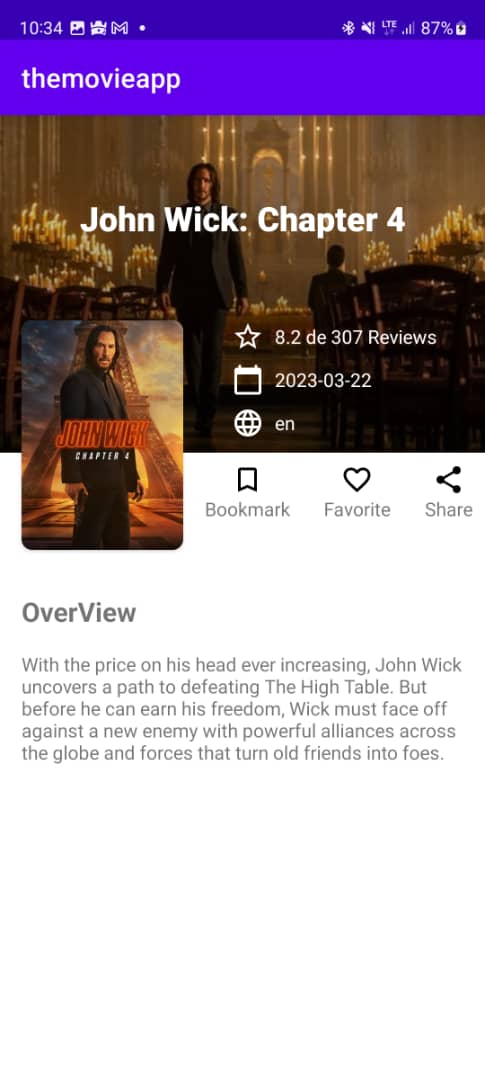 10:34
LTE
87%
themovieapp
John Wick: Chapter 4
8.2 de 307 Reviews
2023-03-22
en
JOHN WICK
CHAPTER 4
Bookmark
Favorite
Share
OverView
With the price on his head ever increasing, John Wick
uncovers a path to defeating The High Table. But
before he can earn his freedom, Wick must face off
against a new enemy with powerful alliances across
the globe and forces that turn old friends into foes.